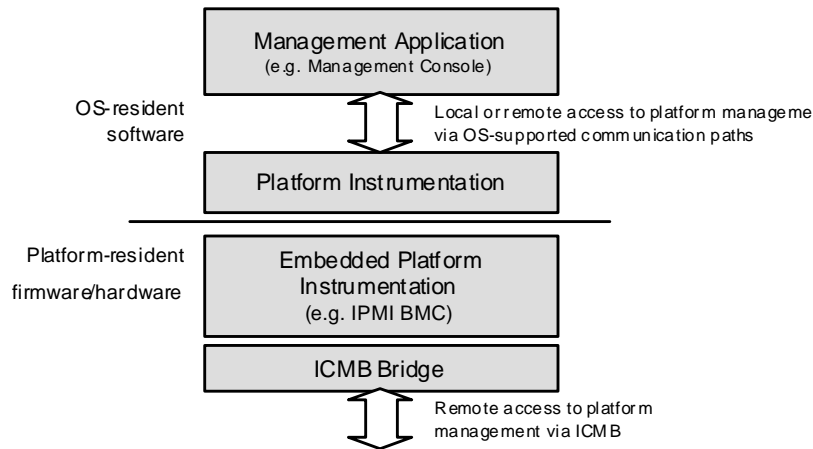 Management Application
(e.g. Management Console)
OS-resident
software
Local or remote access to platform manageme
via OS-supported communication paths
Platform Instrumentation
Platform-resident
firmware/hardware
Embedded Platform
Instrumentation
(e.g. IPMI BMC)
ICMB Bridge
Remote access to platform
management via ICMB